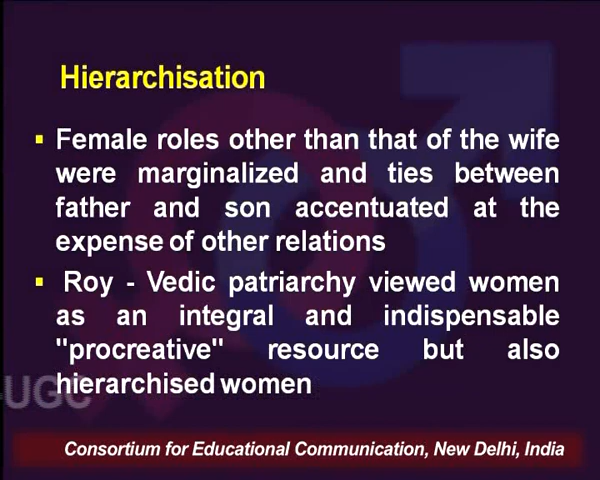 Hierarchisation
▪ Female roles other than that of the wife
were marginalized and ties between
father and son accentuated at the
expense of other relations
▪ Roy - Vedic patriarchy viewed women
as an integral and indispensable
"procreative" resource but also
hierarchised women
-UGC
Consortium for Educational Communication, New Delhi, India